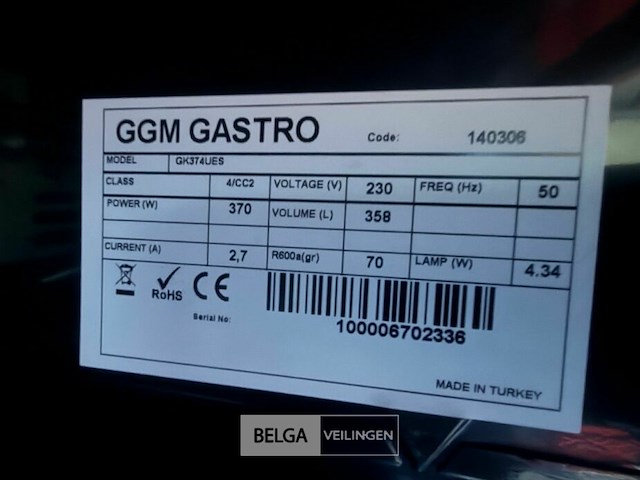 GGM GASTRO Code: 140306
MODEL GK374UES
CLASS 4/CC2 VOLTAGE (V) 230 FREQ (Hz) 50
POWER (W) 370 VOLUME (L) 358
CURRENT (A) 2,7 R600a(gr) 70 LAMP (W) 4.34
RoHS CE
Serial No:
100006702336
MADE IN TURKEY
BELGA VEILINGEN